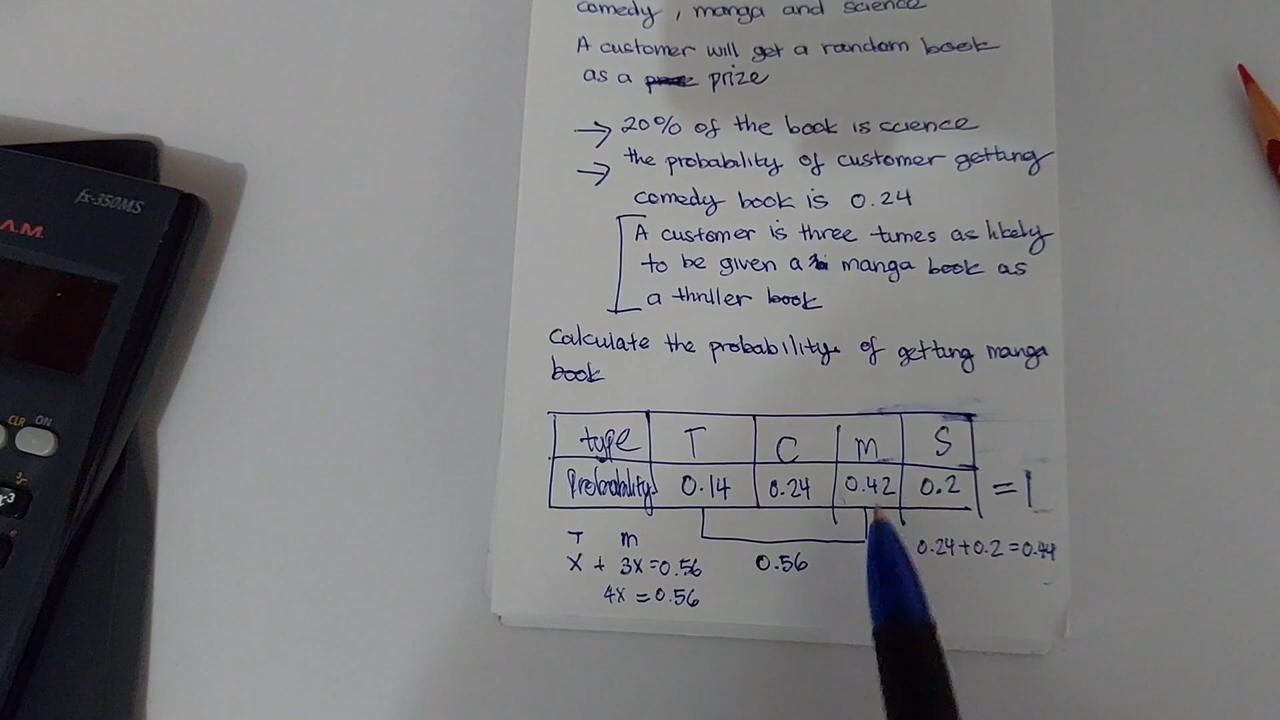 comedy, manga and science
A customer will get a random book
as a prize
→ 20% of the book is science
→ the probability of customer getting
comedy book is 0.24
A customer is three times as likely
to be given a manga book as
a thriller book
Calculate the probability of getting manga
book
type T C m S
Probability 0.14 0.24 0.42 0.2 = 1
T m
x + 3x = 0.56
4x = 0.56
0.56
0.24 + 0.2 = 0.44
fx-350MS
A.M.
CLR ON
x³